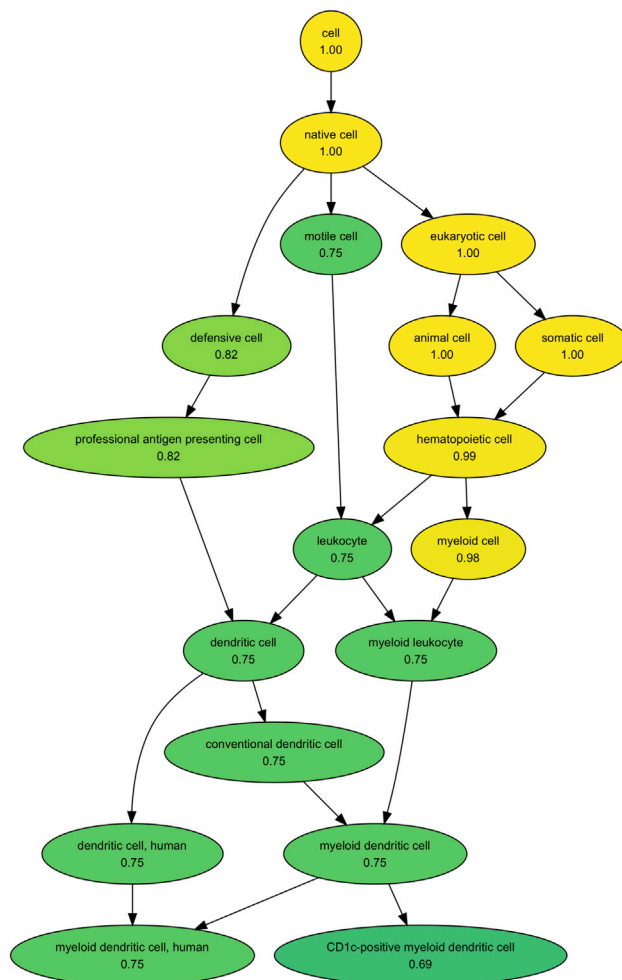 cell
1.00
native cell
1.00
motile cell
0.75
eukaryotic cell
1.00
defensive cell
0.82
animal cell
1.00
somatic cell
1.00
professional antigen presenting cell
0.82
hematopoietic cell
0.99
leukocyte
0.75
myeloid cell
0.98
dendritic cell
0.75
myeloid leukocyte
0.75
conventional dendritic cell
0.75
dendritic cell, human
0.75
myeloid dendritic cell
0.75
myeloid dendritic cell, human
0.75
CD1c-positive myeloid dendritic cell
0.69